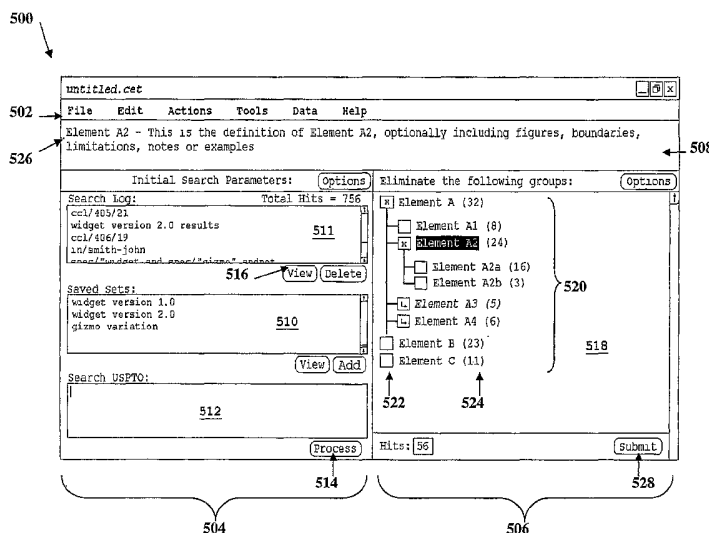 500
untitled.cet
502
File Edit Actions Tools Data Help
526
Element A2 - This is the definition of Element A2, optionally including figures, boundaries,
limitations, notes or examples
508
Initial Search Parameters: Options
Eliminate the following groups: Options
Search Log: Total Hits = 756
ccl/405/21
widget version 2.0 results
ccl/406/19
in/smith-john
spec/"widget and spec/"gizmo" andnot
511
516
View Delete
Saved Sets:
widget version 1.0
widget version 2.0
gizmo variation
510
View Add
Search USPTO:
512
Process
514
504
x Element A (32)
Element A1 (8)
x Element A2 (24)
Element A2a (16)
Element A2b (3)
Element A3 (5)
Element A4 (6)
Element B (23)
Element C (11)
520
518
522
524
Hits: 56
Submit
528
506